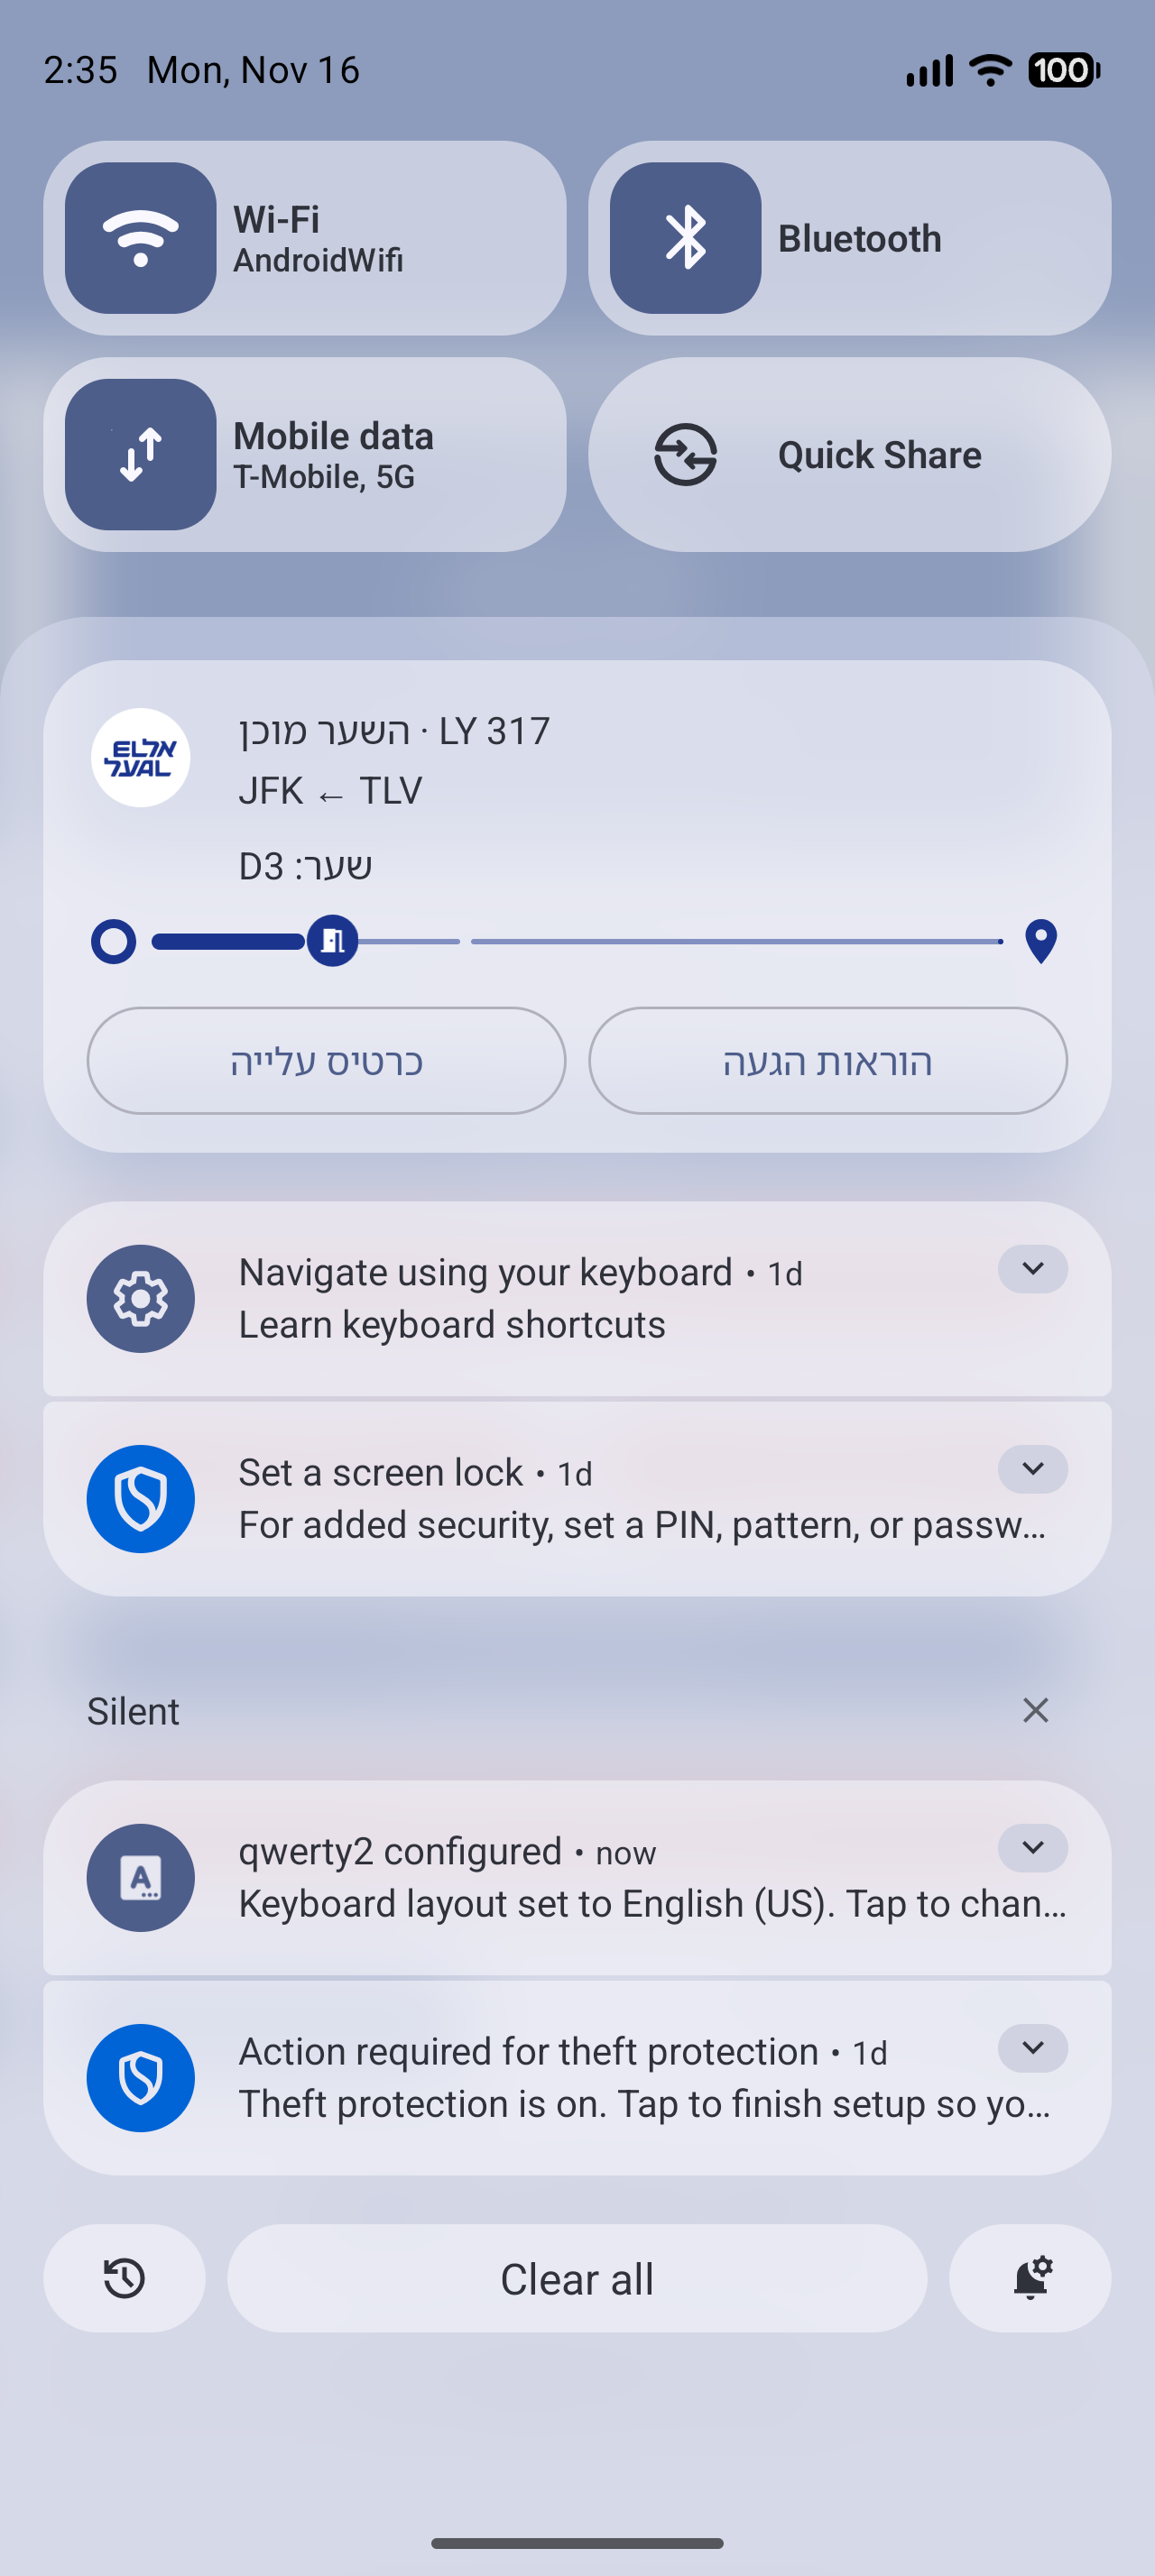 2:35 Mon, Nov 16 100
Wi-Fi
AndroidWifi
Bluetooth
Mobile data
T-Mobile, 5G
Quick Share
EL אל
על AL
השער מוכן · LY 317
JFK ← TLV
שער: D3
כרטיס עלייה
הוראות הגעה
Navigate using your keyboard • 1d
Learn keyboard shortcuts
Set a screen lock • 1d
For added security, set a PIN, pattern, or passw…
Silent
qwerty2 configured • now
Keyboard layout set to English (US). Tap to chan…
Action required for theft protection • 1d
Theft protection is on. Tap to finish setup so yo…
Clear all